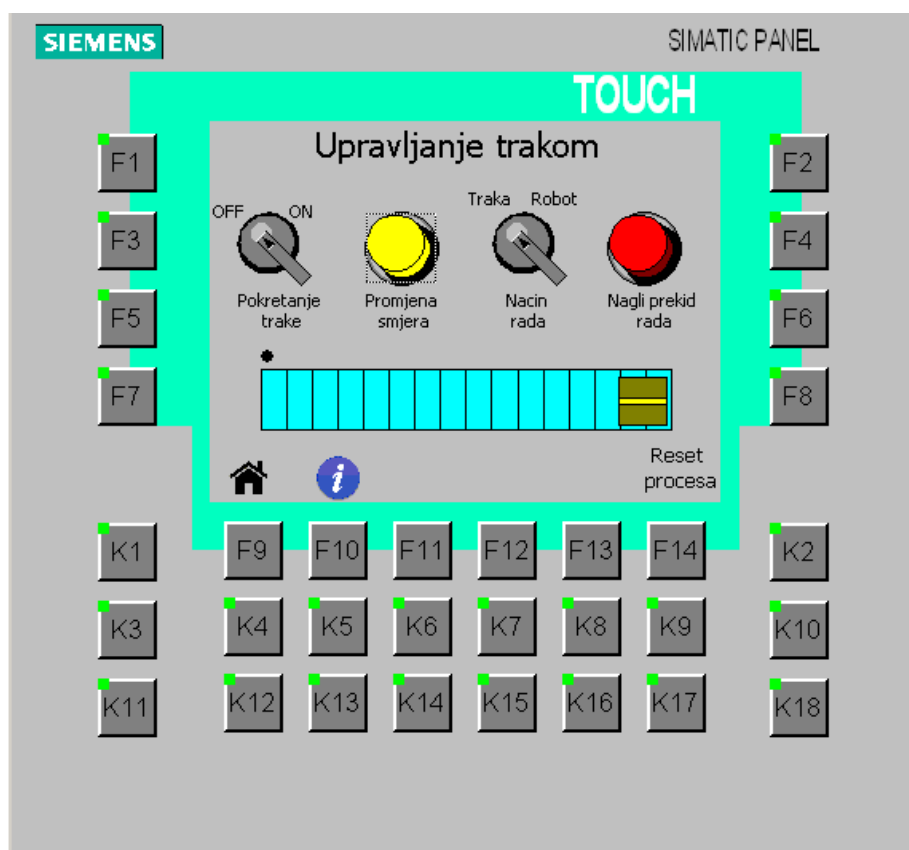 SIEMENS
SIMATIC PANEL
TOUCH
Upravljanje trakom
F1
F2
OFF
ON
Traka
Robot
F3
F4
Pokretanje
trake
Promjena
smjera
Nacin
rada
Nagli prekid
rada
F5
F6
F7
F8
i
Reset
procesa
K1
F9
F10
F11
F12
F13
F14
K2
K3
K4
K5
K6
K7
K8
K9
K10
K11
K12
K13
K14
K15
K16
K17
K18